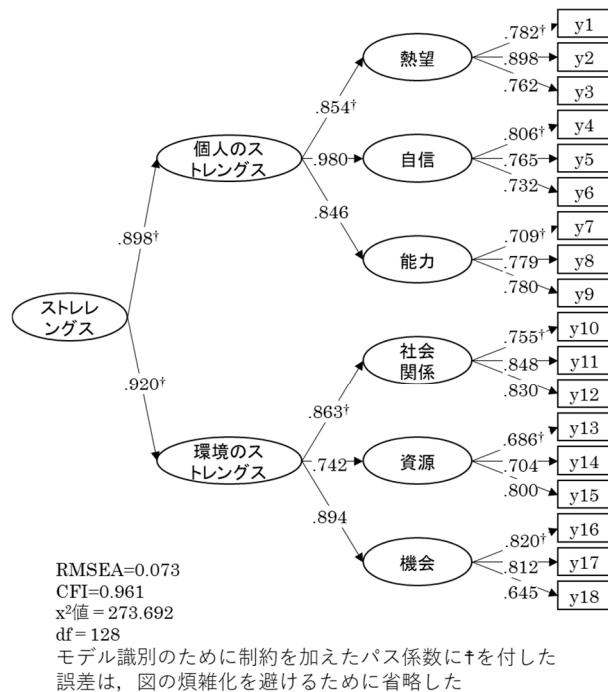 .782†
y1
熱望
.898
y2
.762
y3
.854†
.806†
y4
個人のス
トレングス
.980
自信
.765
y5
.732
y6
.898†
.846
.709†
y7
能力
.779
y8
.780
y9
ストレレ
ングス
.755†
y10
社会
関係
.848
y11
.920†
.863†
.830
y12
.686†
y13
環境のス
トレングス
.742
資源
.704
y14
.800
y15
.894
.820†
y16
機会
.812
y17
.645
y18
RMSEA=0.073
CFI=0.961
x²値＝273.692
df＝128
モデル識別のために制約を加えたパス係数に†を付した
誤差は，図の煩雑化を避けるために省略した